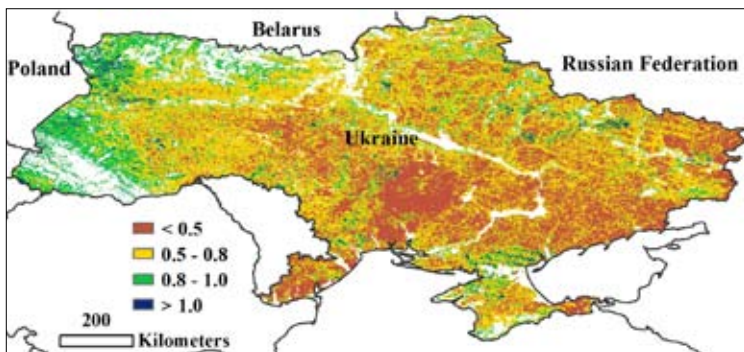 Belarus
Poland
Russian Federation
Ukraine
< 0.5
0.5 - 0.8
0.8 - 1.0
> 1.0
200
Kilometers